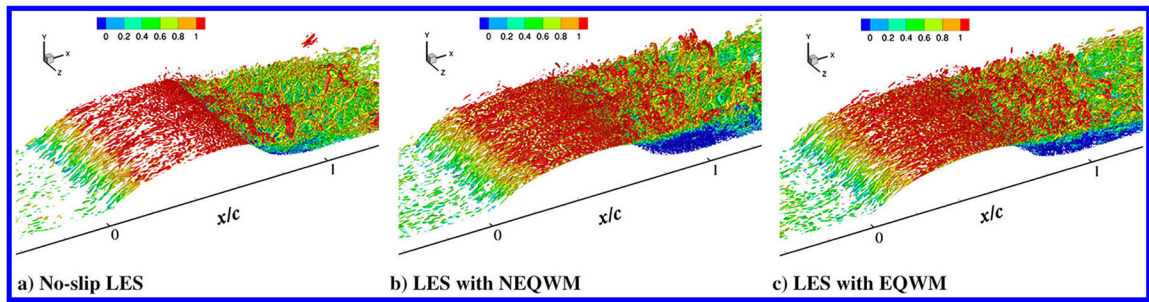 0 0.2 0.4 0.6 0.8 1
Y
X
Z
0
1
x/c
a) No-slip LES
0 0.2 0.4 0.6 0.8 1
Y
X
Z
0
1
x/c
b) LES with NEQWM
0 0.2 0.4 0.6 0.8 1
Y
X
Z
0
1
x/c
c) LES with EQWM